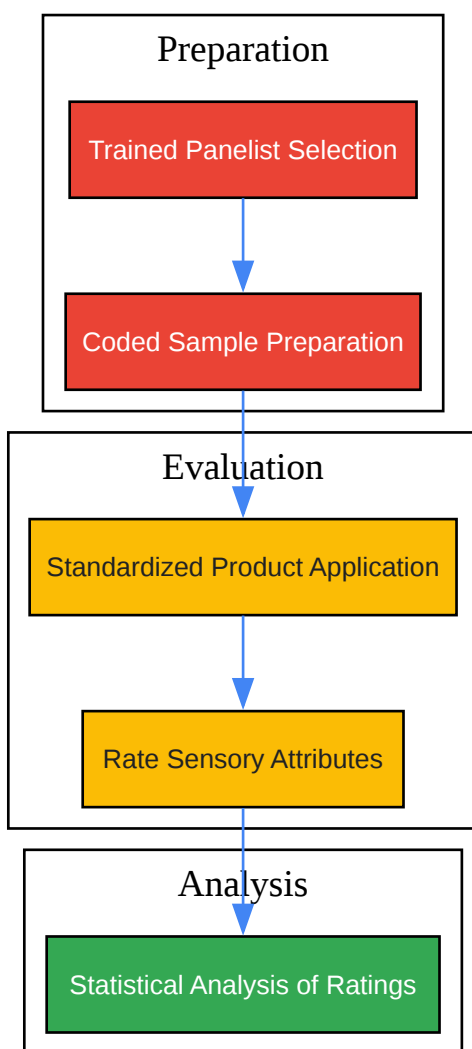 Preparation
Trained Panelist Selection
Coded Sample Preparation
Evaluation
Standardized Product Application
Rate Sensory Attributes
Analysis
Statistical Analysis of Ratings